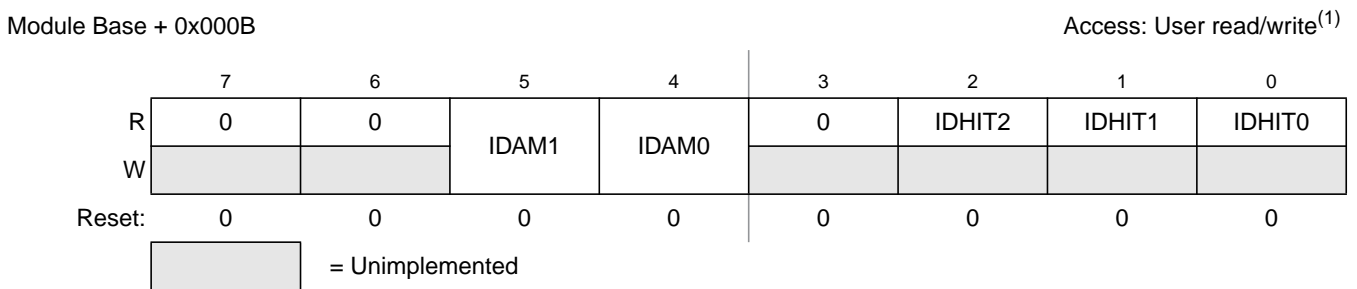 Module Base + 0x000B Access: User read/write(1)
7 6 5 4 3 2 1 0
R 0 0 IDAM1 IDAM0 0 IDHIT2 IDHIT1 IDHIT0
W
Reset: 0 0 0 0 0 0 0 0
= Unimplemented